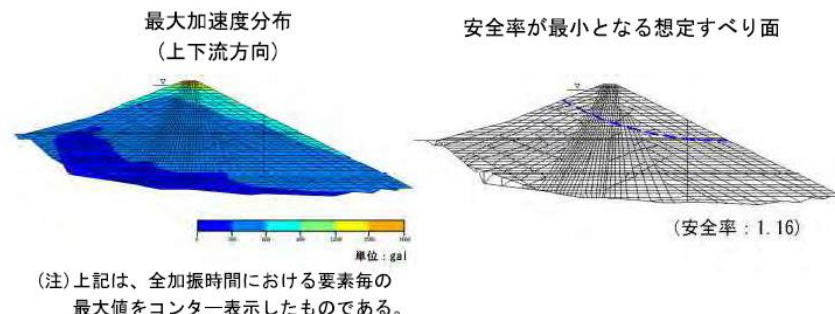 最大加速度分布
(上下流方向)
安全率が最小となる想定すべり面
単位：gal
(安全率：1.16)
(注)上記は、全加振時間における要素毎の
最大値をコンター表示したものである。